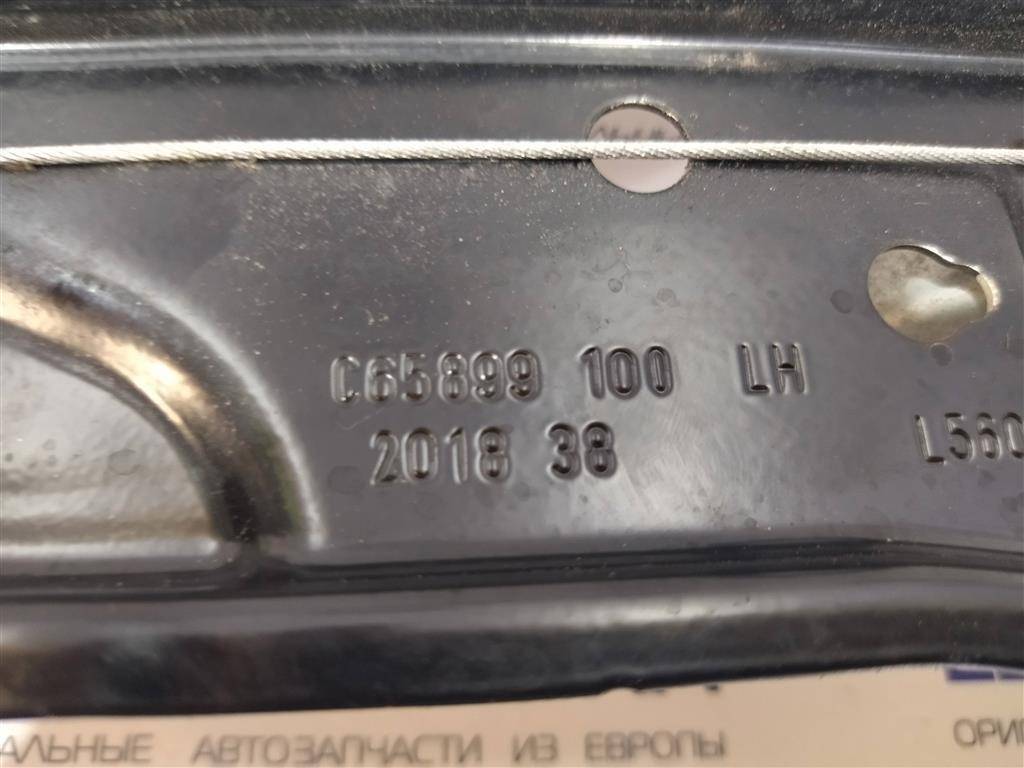 C65899 100 LH
2018 38
L560
АЛЬНЫЕ АВТОЗАПЧАСТИ ИЗ ЕВРОПЫ
ОРИ